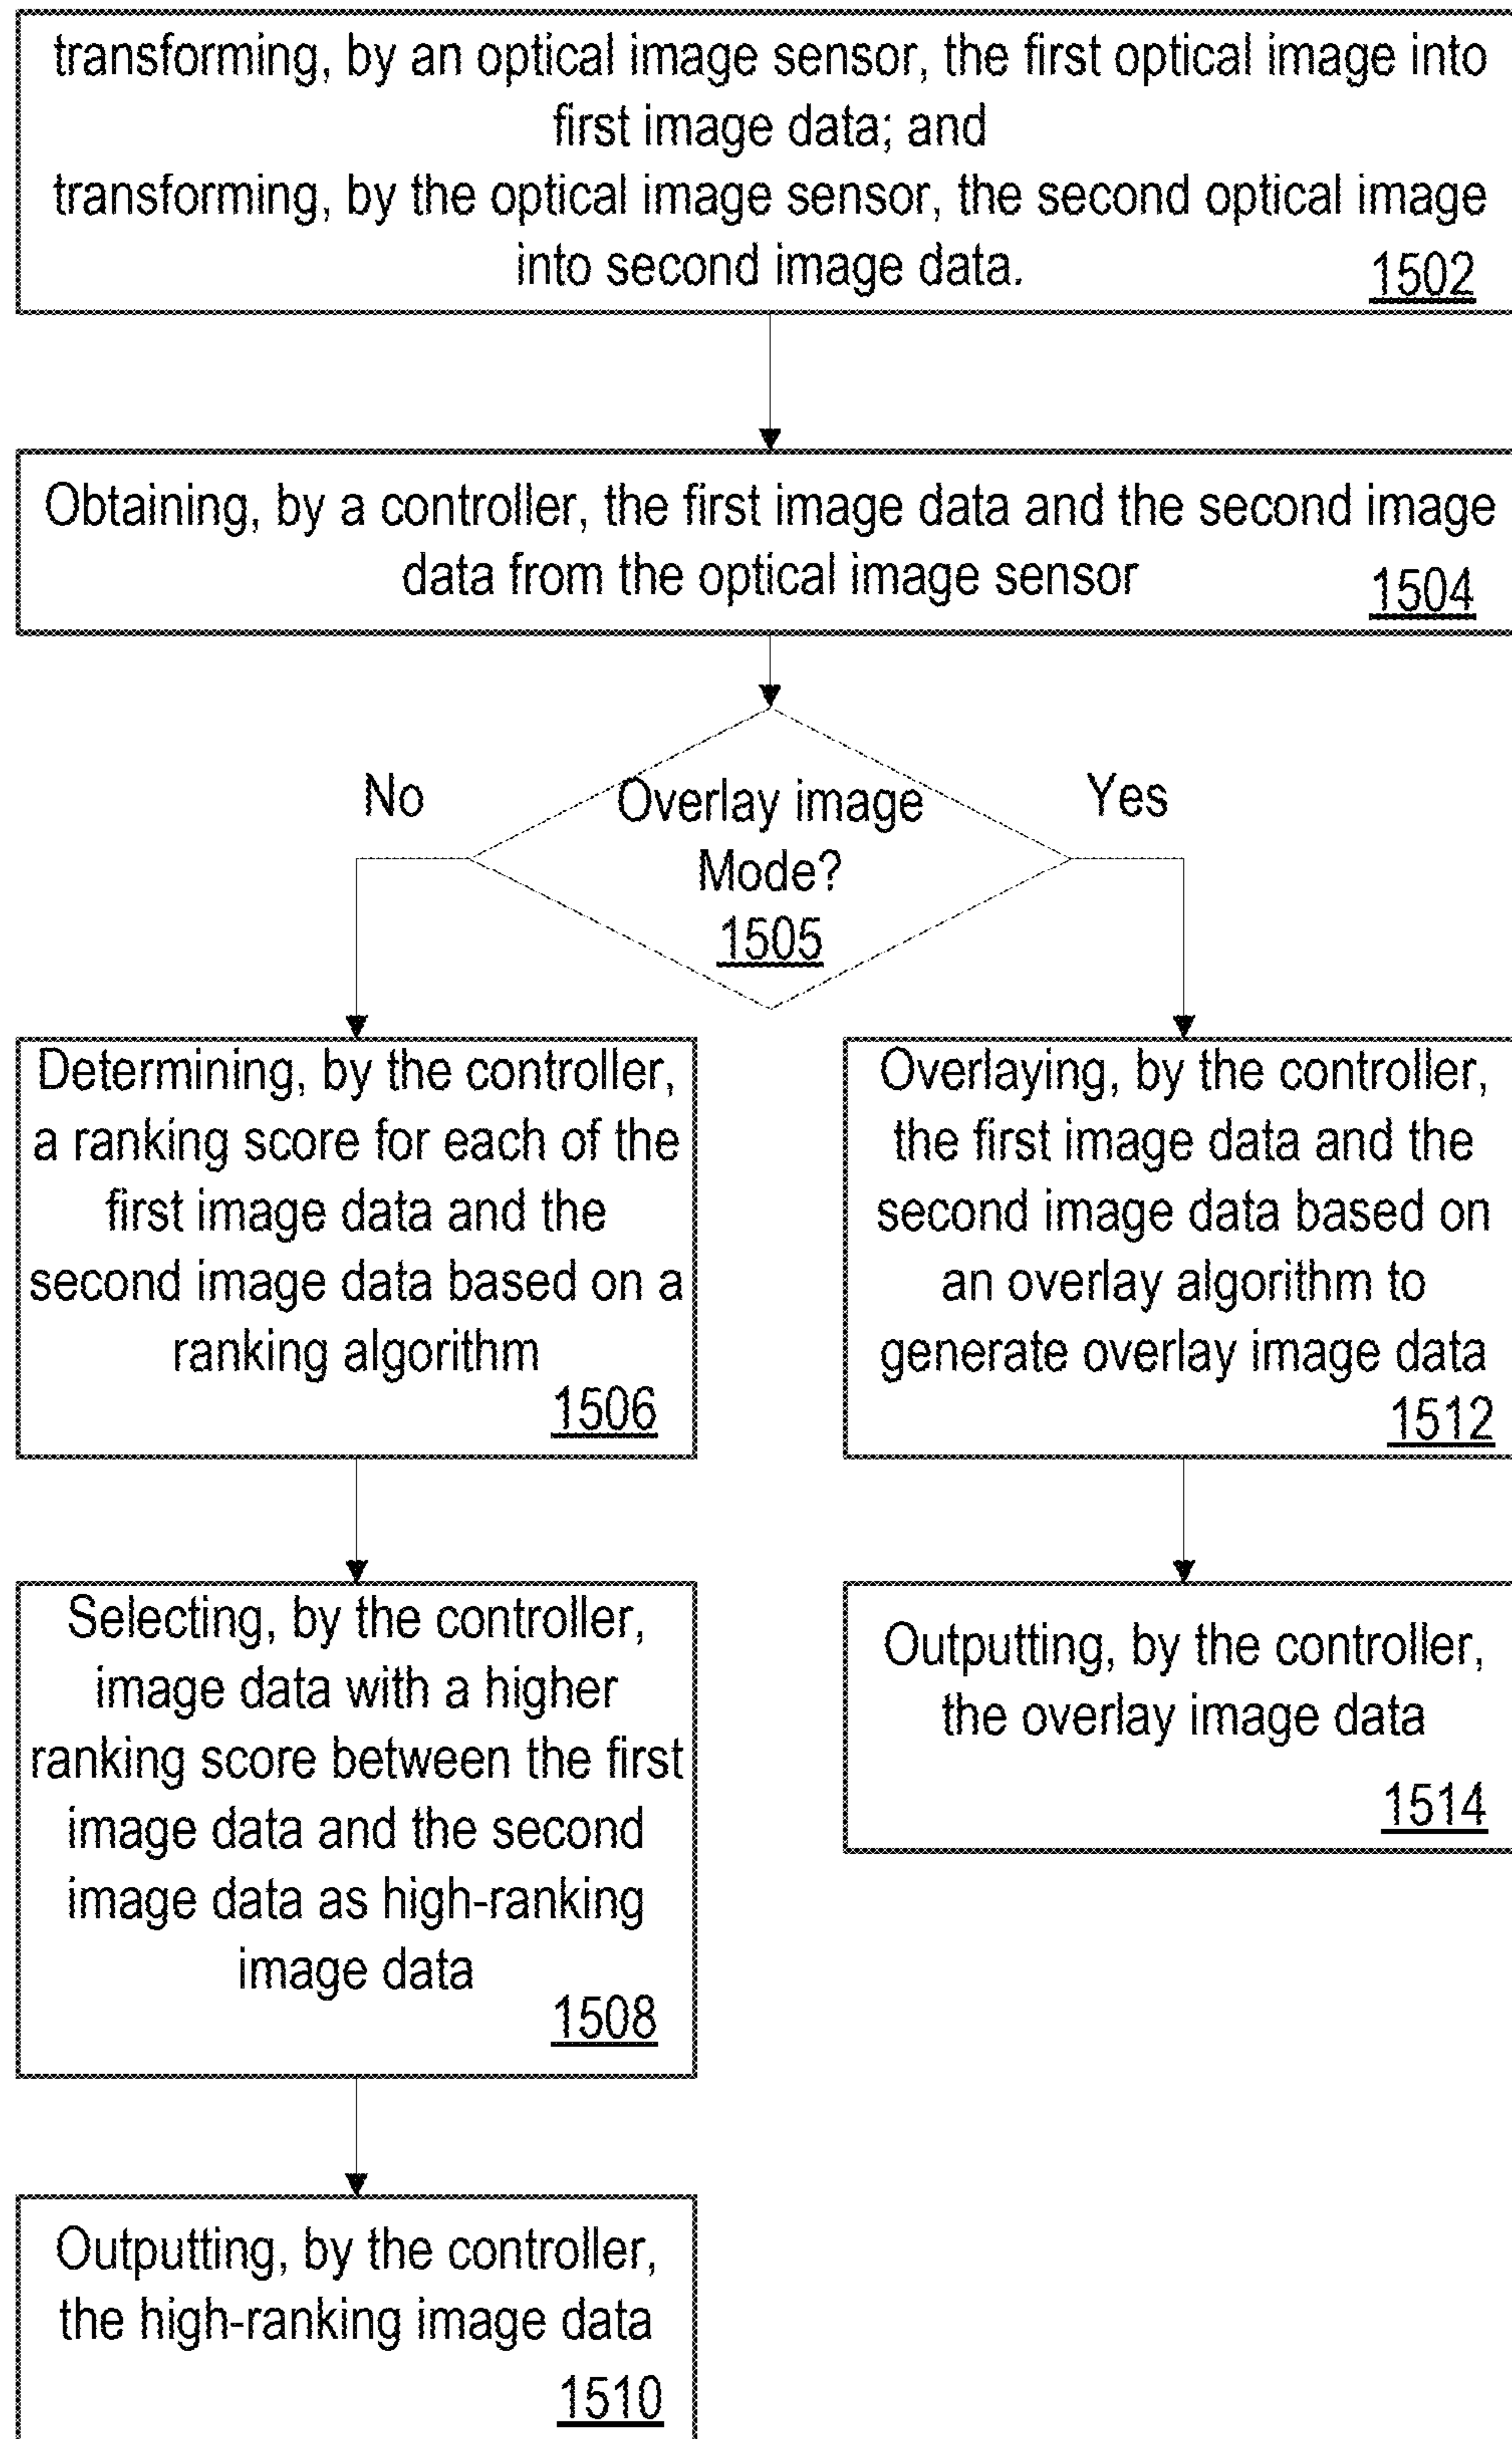 transforming, by an optical image sensor, the first optical image into
first image data; and
transforming, by the optical image sensor, the second optical image
into second image data.
1502
Obtaining, by a controller, the first image data and the second image
data from the optical image sensor
1504
No
Overlay image
Mode?
1505
Yes
Determining, by the controller,
a ranking score for each of the
first image data and the
second image data based on a
ranking algorithm
1506
Overlaying, by the controller,
the first image data and the
second image data based on
an overlay algorithm to
generate overlay image data
1512
Selecting, by the controller,
image data with a higher
ranking score between the first
image data and the second
image data as high-ranking
image data
1508
Outputting, by the controller,
the overlay image data
1514
Outputting, by the controller,
the high-ranking image data
1510